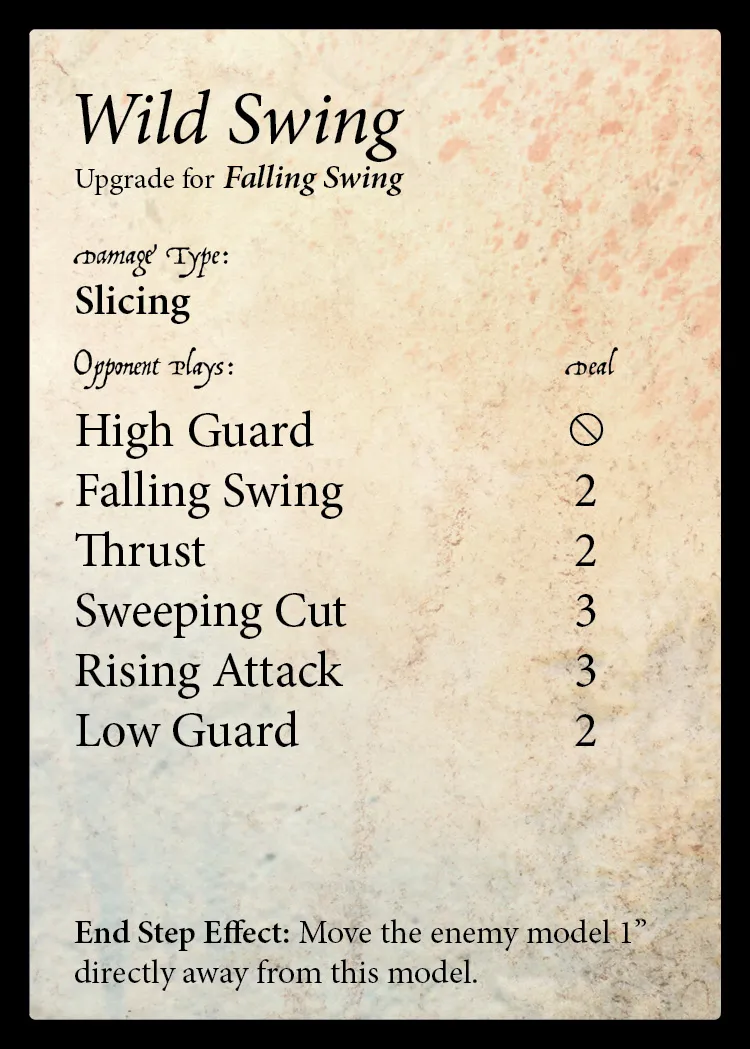 Wild Swing
Upgrade for Falling Swing
Damage Type:
Slicing
Opponent Plays: Deal
High Guard 🛇
Falling Swing 2
Thrust 2
Sweeping Cut 3
Rising Attack 3
Low Guard 2
End Step Effect: Move the enemy model 1”
directly away from this model.